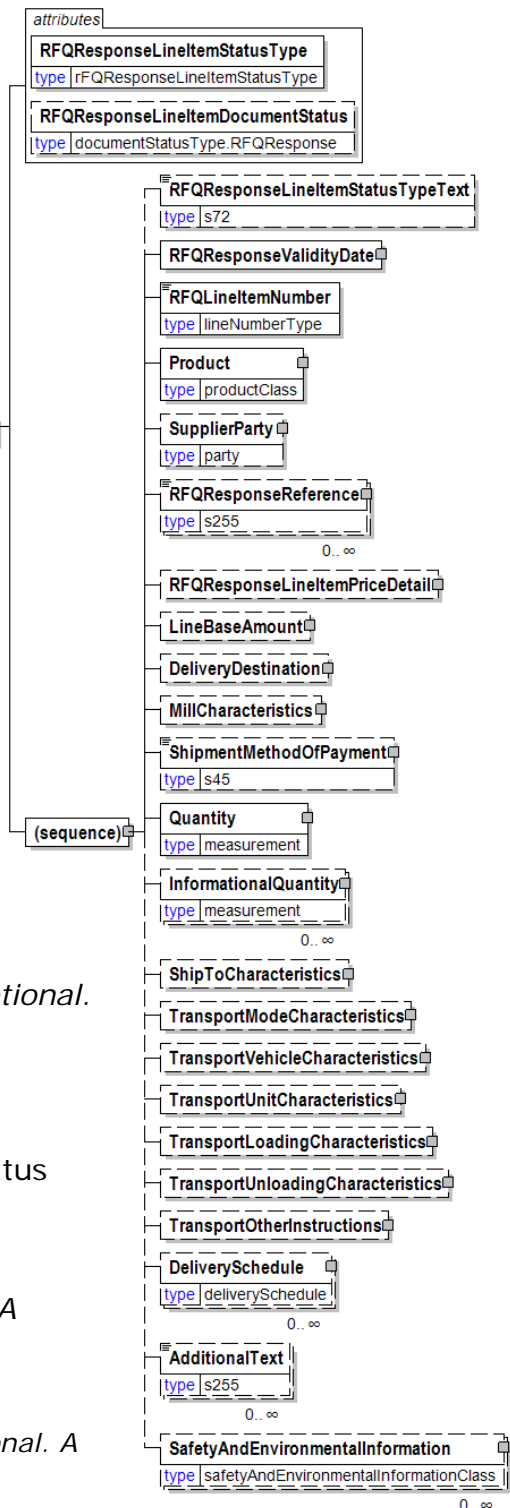 attributes
RFQResponseLineItemStatusType
type rFQResponseLineItemStatusType
RFQResponseLineItemDocumentStatus
type documentStatusType.RFQResponse
RFQResponseLineItemStatusTypeText
type s72
RFQResponseValidityDate
RFQLineItemNumber
type lineNumberType
Product
type productClass
SupplierParty
type party
RFQResponseReference
type s255
0.. ∞
RFQResponseLineItemPriceDetail
LineBaseAmount
DeliveryDestination
MillCharacteristics
ShipmentMethodOfPayment
type s45
(sequence)
Quantity
type measurement
InformationalQuantity
type measurement
0.. ∞
ShipToCharacteristics
tional.
TransportModeCharacteristics
TransportVehicleCharacteristics
TransportUnitCharacteristics
TransportLoadingCharacteristics
tus
TransportUnloadingCharacteristics
TransportOtherInstructions
DeliverySchedule
type deliverySchedule
A
0.. ∞
AdditionalText
type s255
0.. ∞
nal. A
SafetyAndEnvironmentalInformation
type safetyAndEnvironmentalInformationClass
0.. ∞